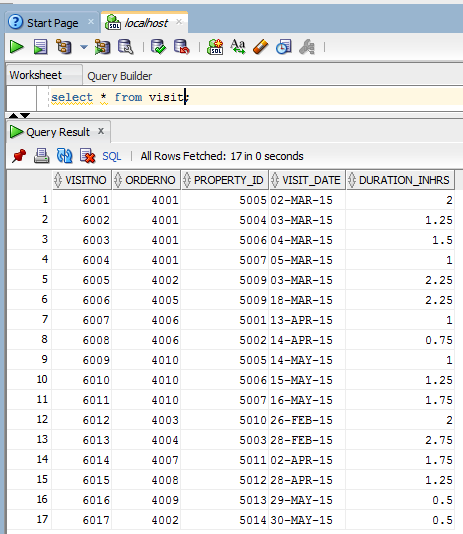 Start Page localhost
SQL Aa
Worksheet Query Builder
select * from visit;
Query Result x
SQL | All Rows Fetched: 17 in 0 seconds
VISITNO ORDERNO PROPERTY_ID VISIT_DATE DURATION_INHRS
1 6001 4001 5005 02-MAR-15 2
2 6002 4001 5004 03-MAR-15 1.25
3 6003 4001 5006 04-MAR-15 1.5
4 6004 4001 5007 05-MAR-15 1
5 6005 4002 5009 03-MAR-15 2.25
6 6006 4005 5009 18-MAR-15 2.25
7 6007 4006 5001 13-APR-15 1
8 6008 4006 5002 14-APR-15 0.75
9 6009 4010 5005 14-MAY-15 1
10 6010 4010 5006 15-MAY-15 1.25
11 6011 4010 5007 16-MAY-15 1.75
12 6012 4003 5010 26-FEB-15 2
13 6013 4004 5003 28-FEB-15 2.75
14 6014 4007 5011 02-APR-15 1.75
15 6015 4008 5012 28-APR-15 1.25
16 6016 4009 5013 29-MAY-15 0.5
17 6017 4002 5014 30-MAY-15 0.5